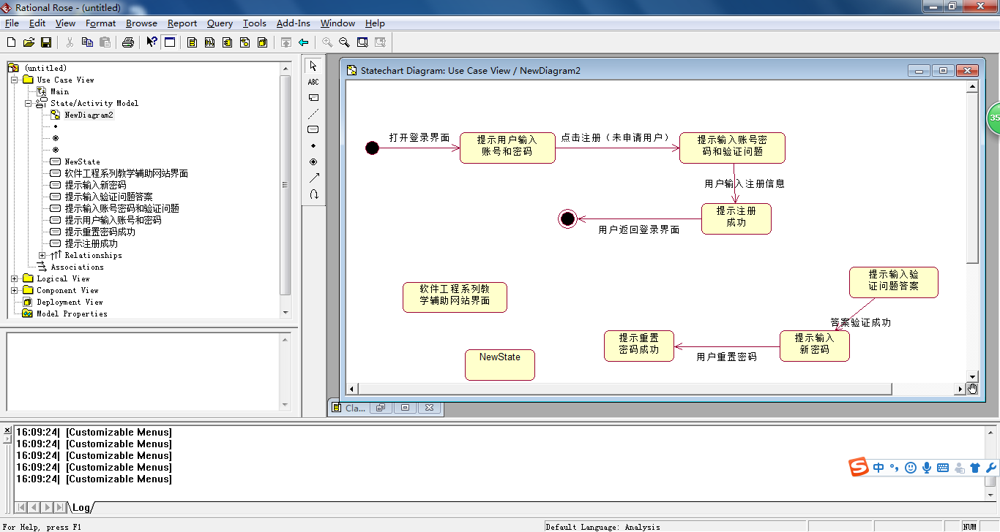 Rational Rose - (untitled)
File Edit View Format Browse Report Query Tools Add-Ins Window Help
(untitled)
Use Case View
Main
State/Activity Model
NewDiagram2
NewState
软件工程系列教学辅助网站界面
提示输入新密码
提示输入验证问题答案
提示输入账号密码和验证问题
提示用户输入账号和密码
提示重置密码成功
提示注册成功
Relationships
Associations
Logical View
Component View
Deployment View
Model Properties
ABC
Statechart Diagram: Use Case View / NewDiagram2
打开登录界面
提示用户输入
账号和密码
点击注册（未申请用户）
提示输入账号密
码和验证问题
用户输入注册信息
提示注册
成功
用户返回登录界面
软件工程系列教
学辅助网站界面
提示输入验
证问题答案
答案验证成功
提示重置
密码成功
用户重置密码
提示输入
新密码
NewState
35
Cla...
16:09:24| [Customizable Menus]
16:09:24| [Customizable Menus]
16:09:24| [Customizable Menus]
16:09:24| [Customizable Menus]
16:09:24| [Customizable Menus]
S 中
Log
For Help, press F1
Default Language: Analysis
NUM